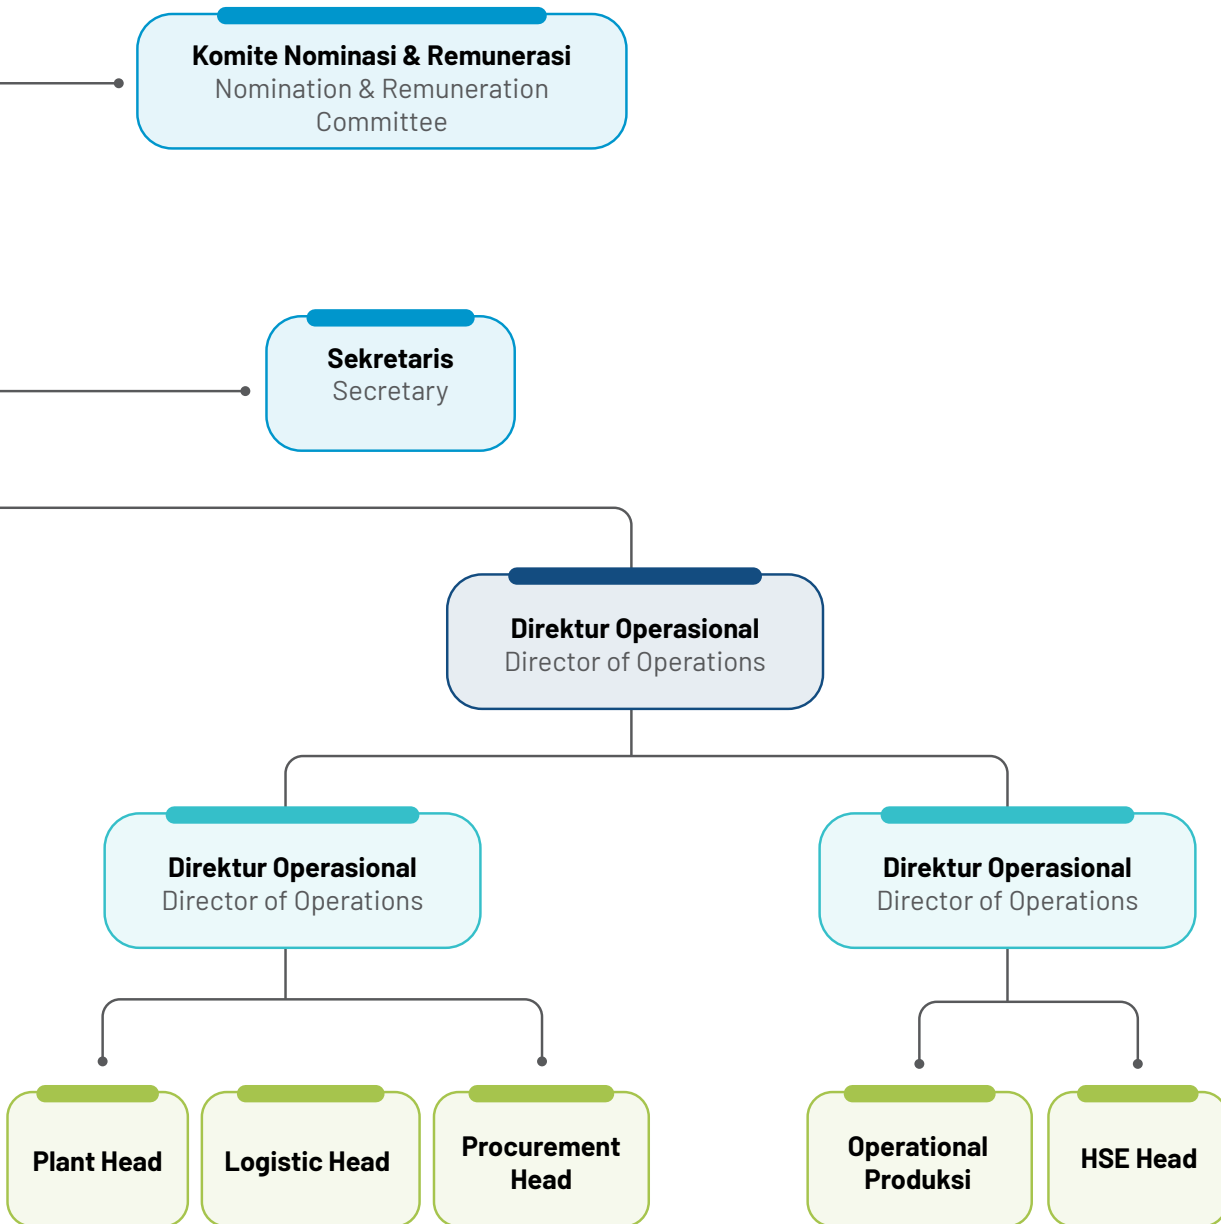 Komite Nominasi & Remunerasi
Nomination & Remuneration
Committee
Sekretaris
Secretary
Direktur Operasional
Director of Operations
Direktur Operasional
Director of Operations
Direktur Operasional
Director of Operations
Plant Head
Logistic Head
Procurement
Head
Operational
Produksi
HSE Head